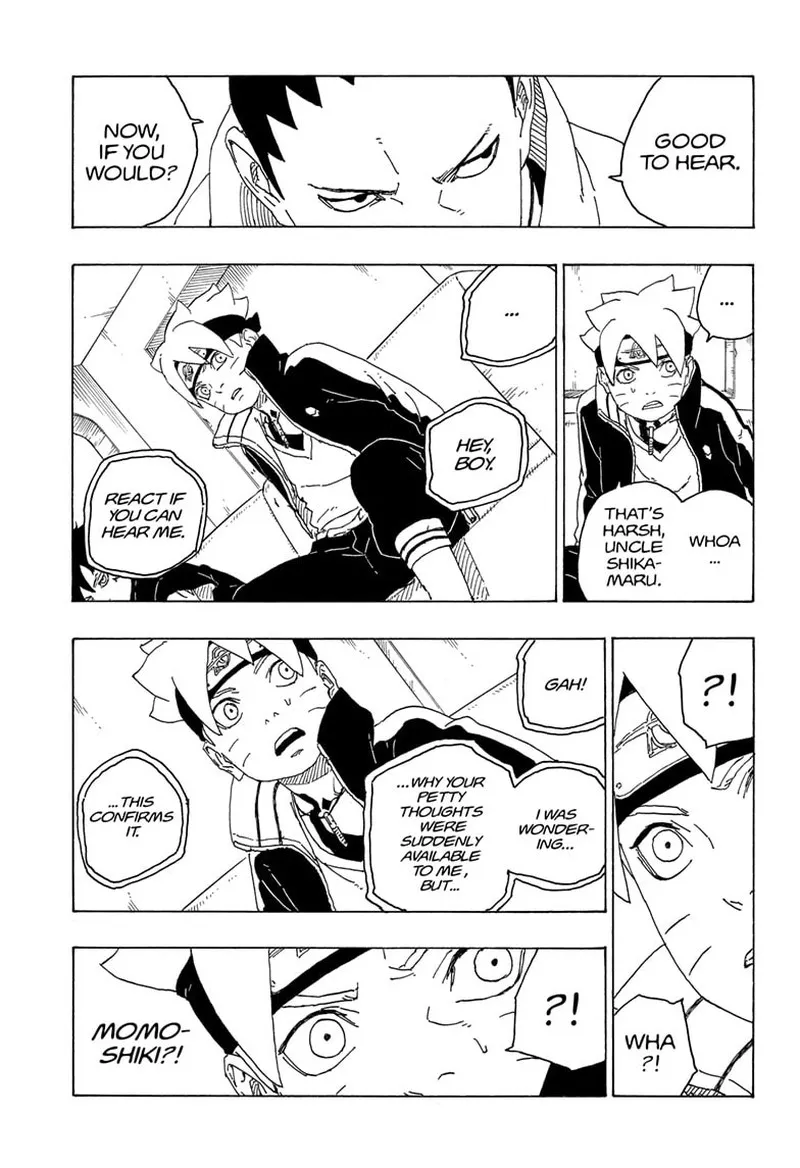 GOOD
TO HEAR.
NOW,
IF YOU
WOULD?
...
WHOA
...
THAT'S
HARSH,
UNCLE
SHIKA-
MARU.
...
HEY,
BOY.
REACT IF
YOU CAN
HEAR ME.
?!
WHA
?!
GAH!
I WAS
WONDER-
ING...
...WHY YOUR
PETTY
THOUGHTS
WERE
SUDDENLY
AVAILABLE
TO ME,
BUT...
...THIS
CONFIRMS
IT.
?!
MOMO-
SHIKI?!